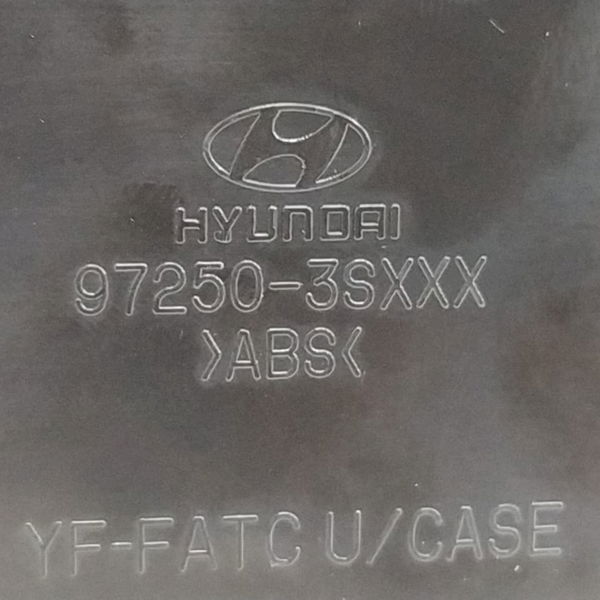 HYUNDAI
97250-3SXXX
>ABS<
YF-FATC U/CASE